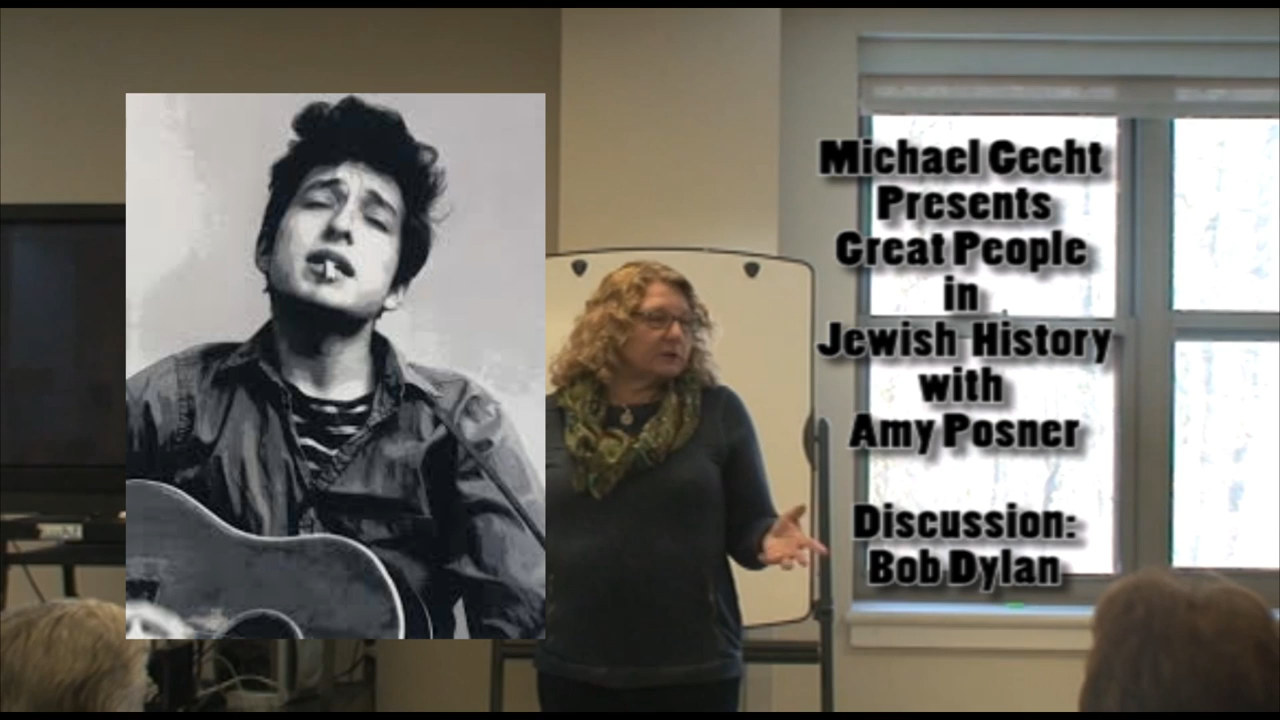 Michael Gecht
Presents
Great People
in
Jewish History
with
Amy Posner
Discussion:
Bob Dylan